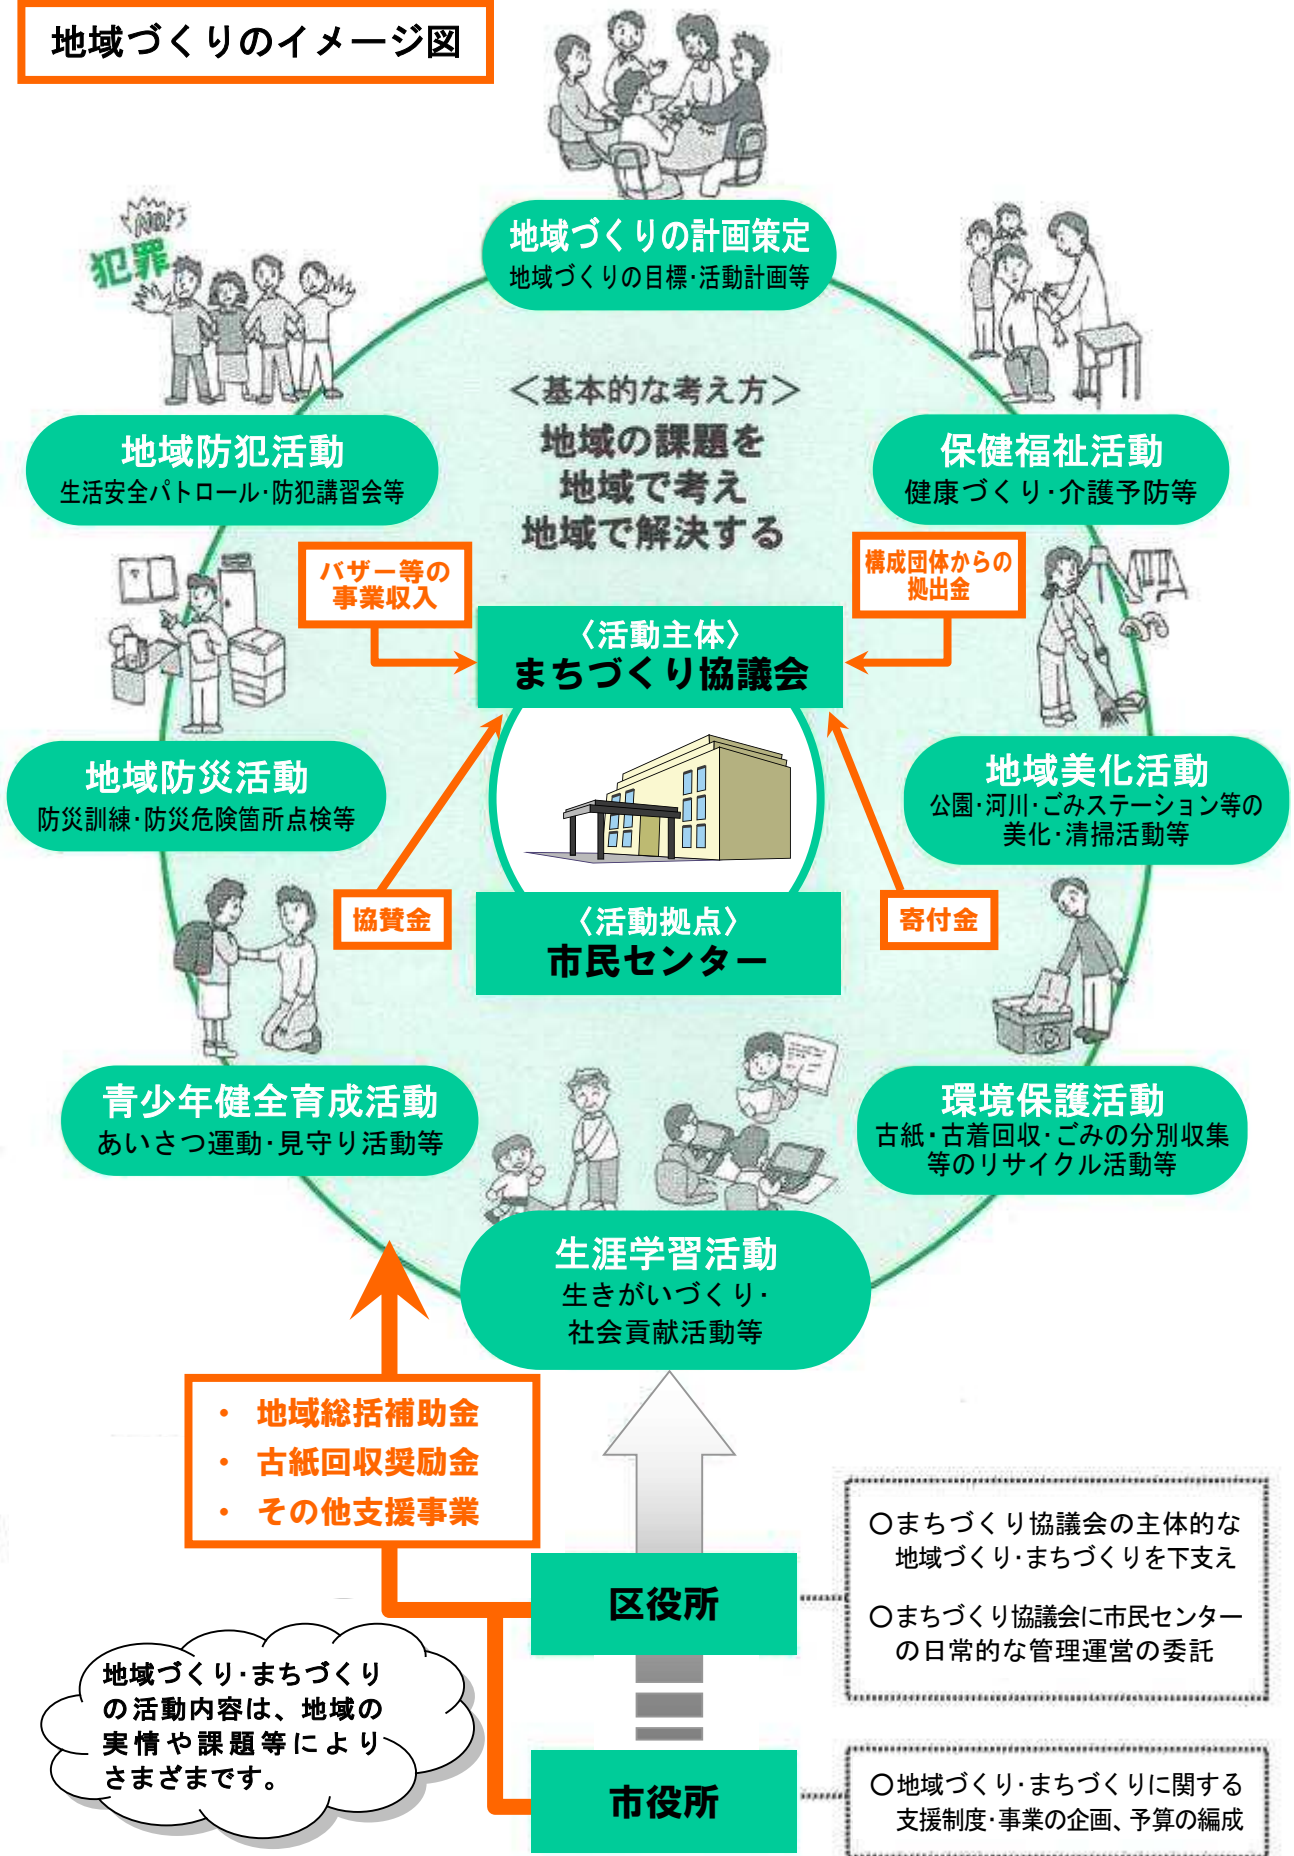 地域づくりのイメージ図
地域づくりの計画策定
地域づくりの目標･活動計画等
NO!
犯罪
地域防犯活動
生活安全パトロール･防犯講習会等
＜基本的な考え方＞
地域の課題を
地域で考え
地域で解決する
保健福祉活動
健康づくり･介護予防等
バザー等の
事業収入
構成団体からの
拠出金
〈活動主体〉
まちづくり協議会
地域防災活動
防災訓練･防災危険箇所点検等
地域美化活動
公園･河川･ごみステーション等の
美化･清掃活動等
協賛金
寄付金
〈活動拠点〉
市民センター
青少年健全育成活動
あいさつ運動･見守り活動等
環境保護活動
古紙･古着回収･ごみの分別収集
等のリサイクル活動等
生涯学習活動
生きがいづくり･
社会貢献活動等
・ 地域総括補助金
・ 古紙回収奨励金
・ その他支援事業
区役所
○まちづくり協議会の主体的な
地域づくり･まちづくりを下支え
○まちづくり協議会に市民センター
の日常的な管理運営の委託
地域づくり･まちづくり
の活動内容は、地域の
実情や課題等により
さまざまです。
市役所
○地域づくり･まちづくりに関する
支援制度･事業の企画、予算の編成